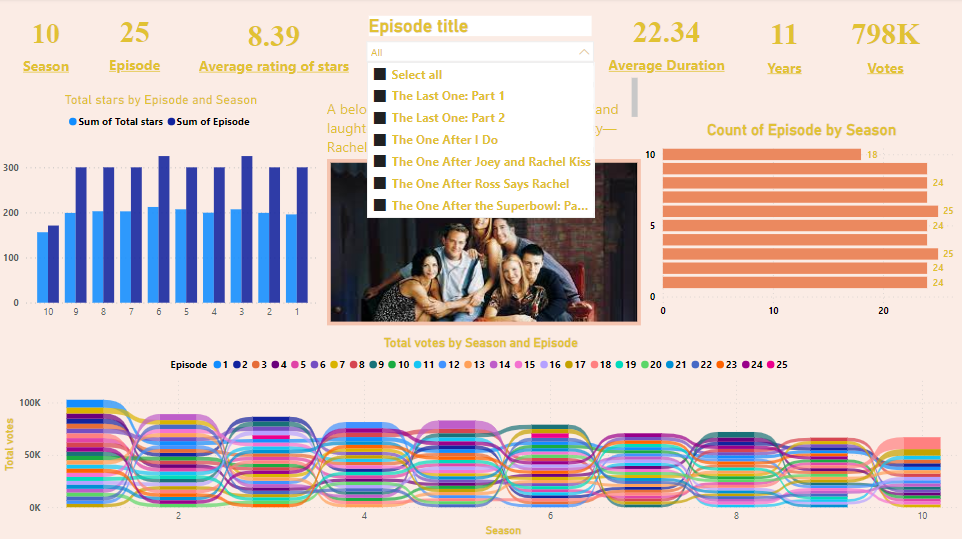 10
Season
25
Episode
8.39
Average rating of stars
Episode title
All
Select all
The Last One: Part 1
The Last One: Part 2
The One After I Do
The One After Joey and Rachel Kiss
The One After Ross Says Rachel
The One After the Superbowl: Pa...
22.34
Average Duration
11
Years
798K
Votes
A belo
and
laught
y—
Rachel
Total stars by Episode and Season
Sum of Total stars Sum of Episode
300
200
100
0
10 9 8 7 6 5 4 3 2 1
Count of Episode by Season
10
5
0
18
24
25
24
25
24
24
0 10 20
Total votes by Season and Episode
Episode 1 2 3 4 5 6 7 8 9 10 11 12 13 14 15 16 17 18 19 20 21 22 23 24 25
Total votes
100K
50K
0K
2 4 6 8 10
Season